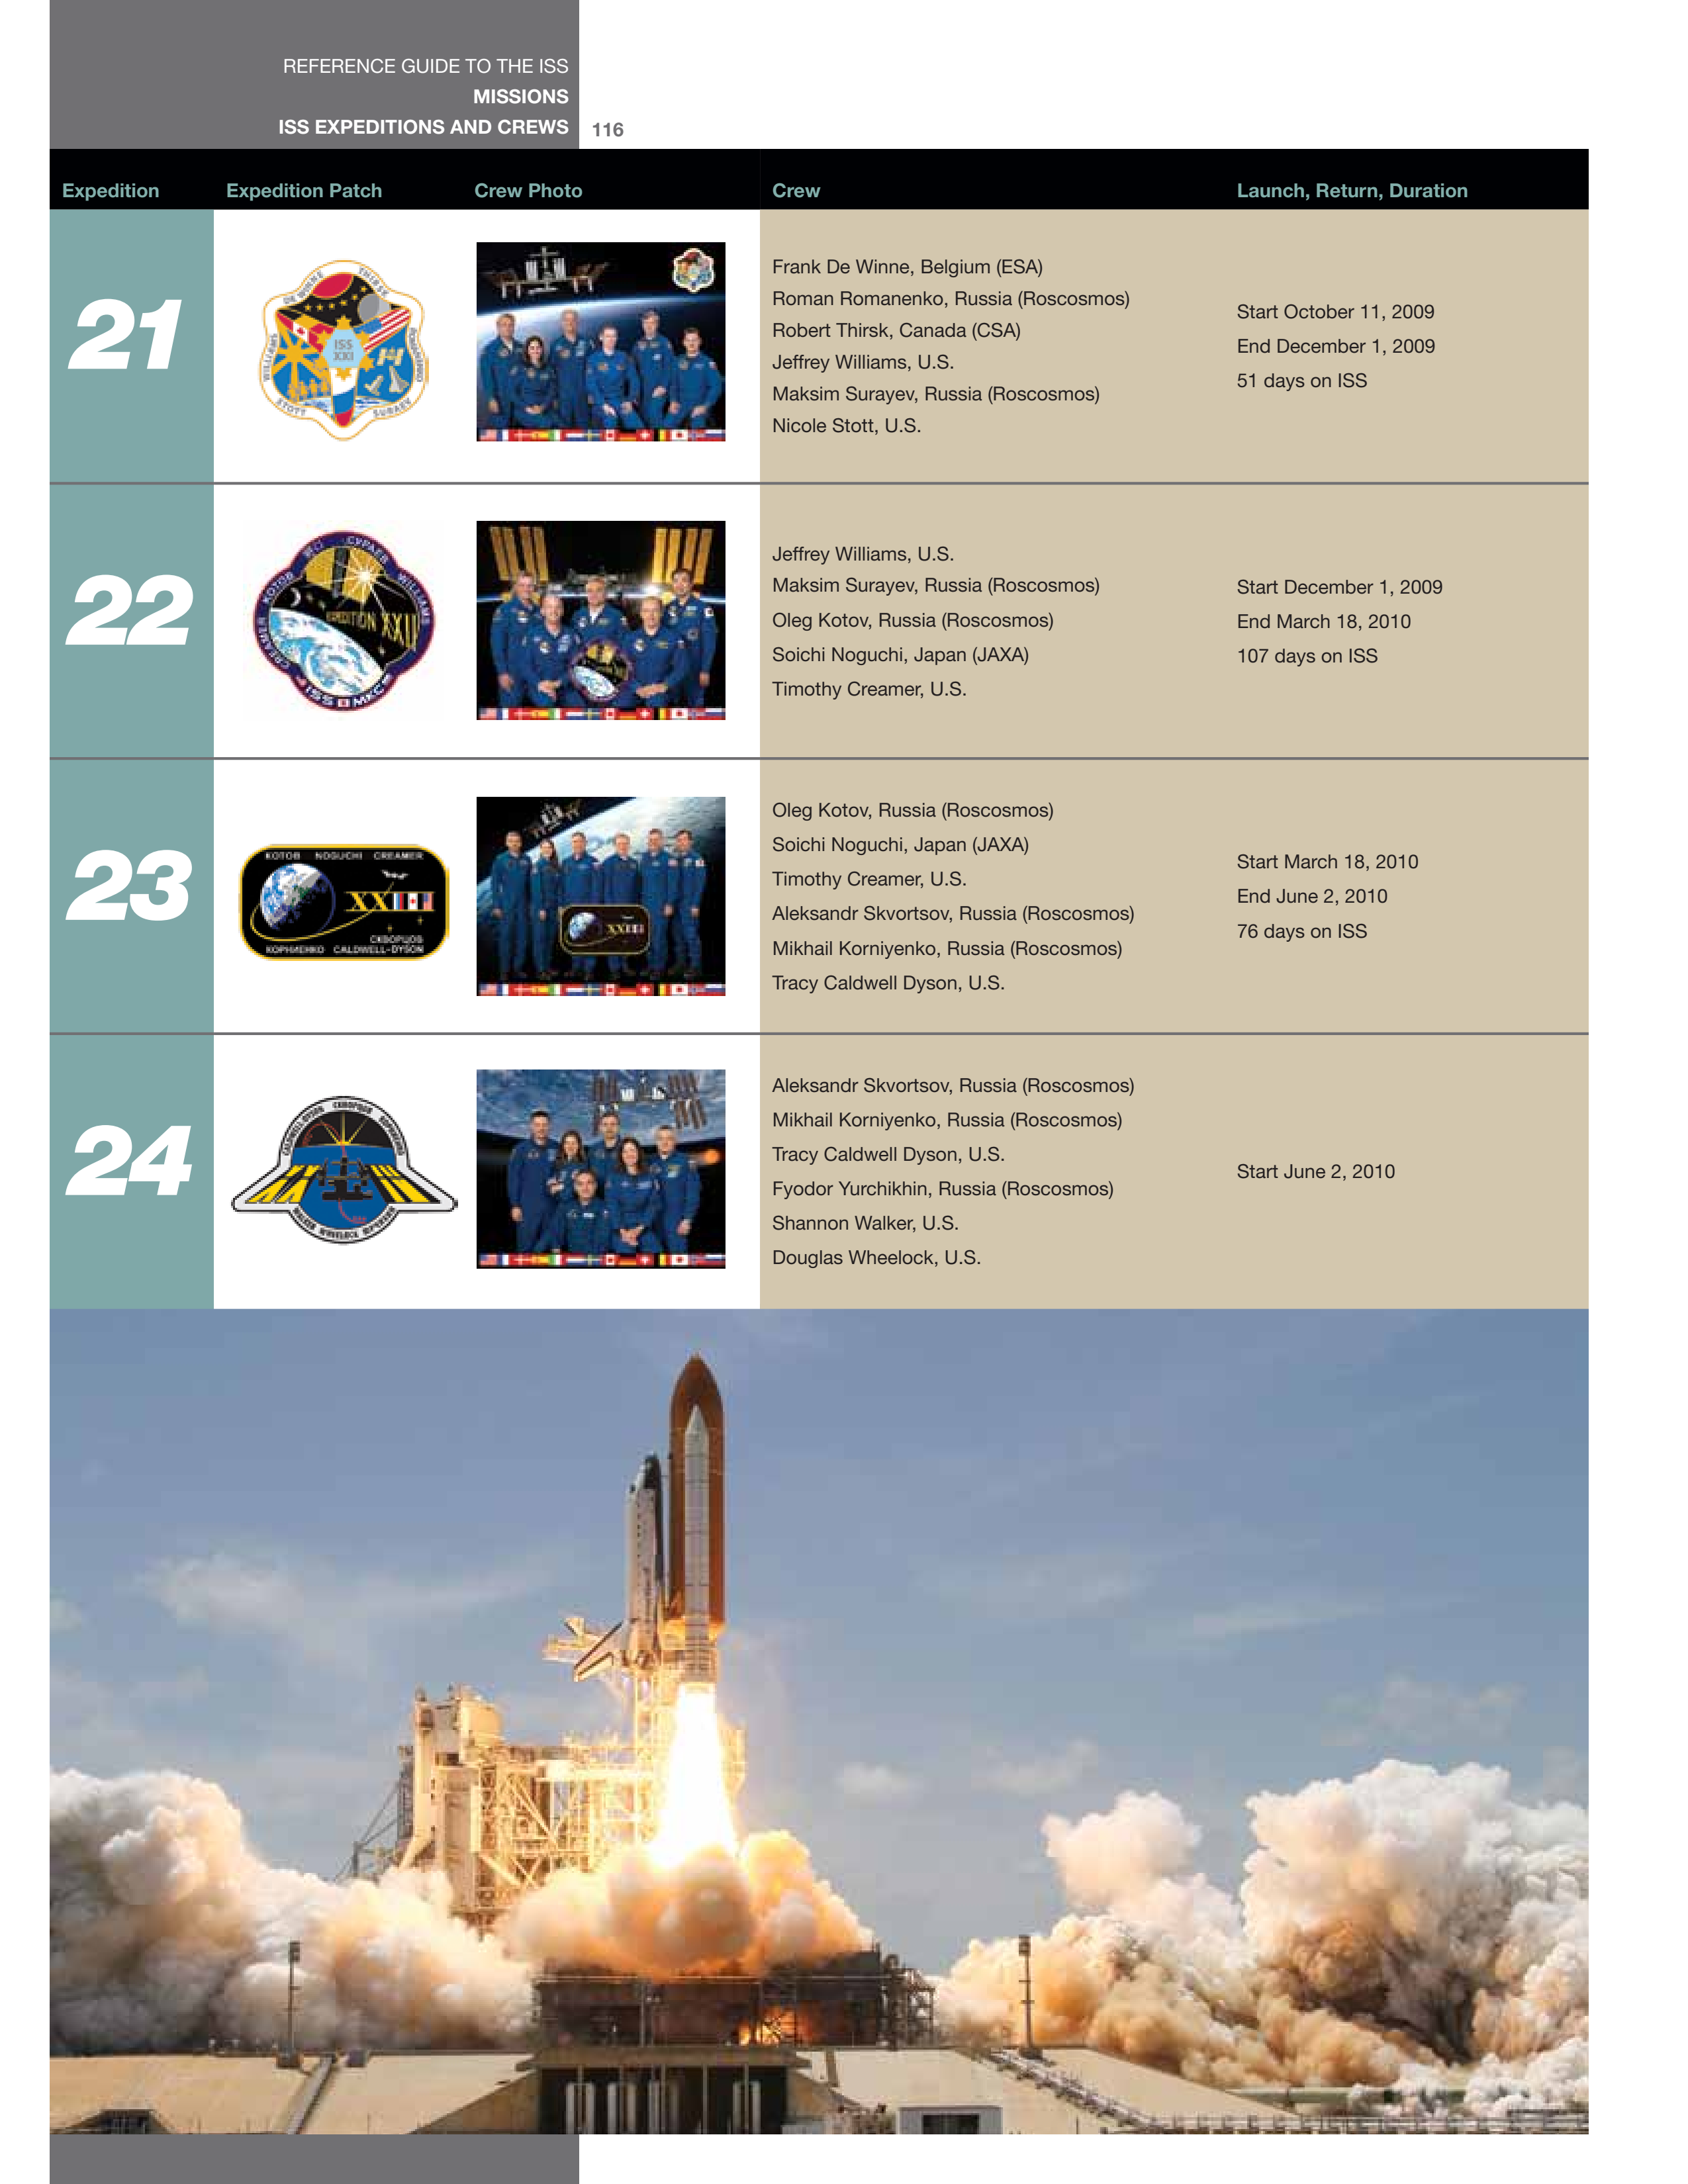 REFERENCE GUIDE TO THE ISS
MISSIONS
ISS EXPEDITIONS AND CREWS
116
Expedition
Expedition Patch
Crew Photo
Crew
Launch, Return, Duration
21
DE WINNE
THIRSK
ROMANENKO
WILLIAMS
STOTT
SURAEV
ISS
XXI
Frank De Winne, Belgium (ESA)
Roman Romanenko, Russia (Roscosmos)
Robert Thirsk, Canada (CSA)
Jeffrey Williams, U.S.
Maksim Surayev, Russia (Roscosmos)
Nicole Stott, U.S.
Start October 11, 2009
End December 1, 2009
51 days on ISS
22
CREAMER
КОТОВ
СУРАЕВ
WILLIAMS
EXPEDITION XXII
ISS
МКС
Jeffrey Williams, U.S.
Maksim Surayev, Russia (Roscosmos)
Oleg Kotov, Russia (Roscosmos)
Soichi Noguchi, Japan (JAXA)
Timothy Creamer, U.S.
Start December 1, 2009
End March 18, 2010
107 days on ISS
23
КОТОВ NOGUCHI CREAMER
XXIII
СКВОРЦОВ
КОРНИЕНКО CALDWELL-DYSON
XXIII
Oleg Kotov, Russia (Roscosmos)
Soichi Noguchi, Japan (JAXA)
Timothy Creamer, U.S.
Aleksandr Skvortsov, Russia (Roscosmos)
Mikhail Korniyenko, Russia (Roscosmos)
Tracy Caldwell Dyson, U.S.
Start March 18, 2010
End June 2, 2010
76 days on ISS
24
CALDWELL-DYSON СКВОРЦОВ КОРНИЕНКО
WALKER WHEELOCK ЮРЧИХИН
Aleksandr Skvortsov, Russia (Roscosmos)
Mikhail Korniyenko, Russia (Roscosmos)
Tracy Caldwell Dyson, U.S.
Fyodor Yurchikhin, Russia (Roscosmos)
Shannon Walker, U.S.
Douglas Wheelock, U.S.
Start June 2, 2010